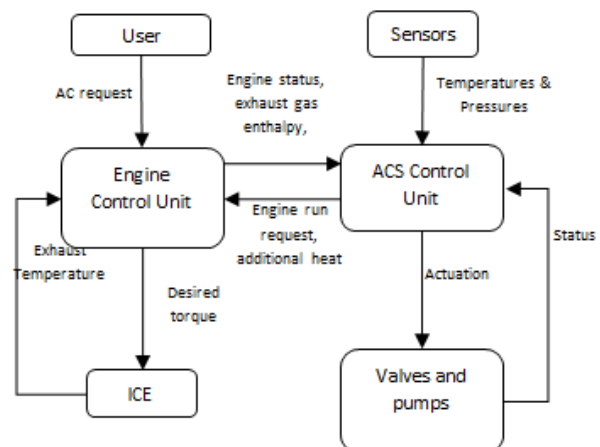 User
Sensors
AC request
Engine status,
exhaust gas
enthalpy,
Temperatures &
Pressures
Engine
Control Unit
ACS Control
Unit
Engine run
request,
additional heat
Exhaust
Temperature
Desired
torque
Actuation
Status
ICE
Valves and
pumps